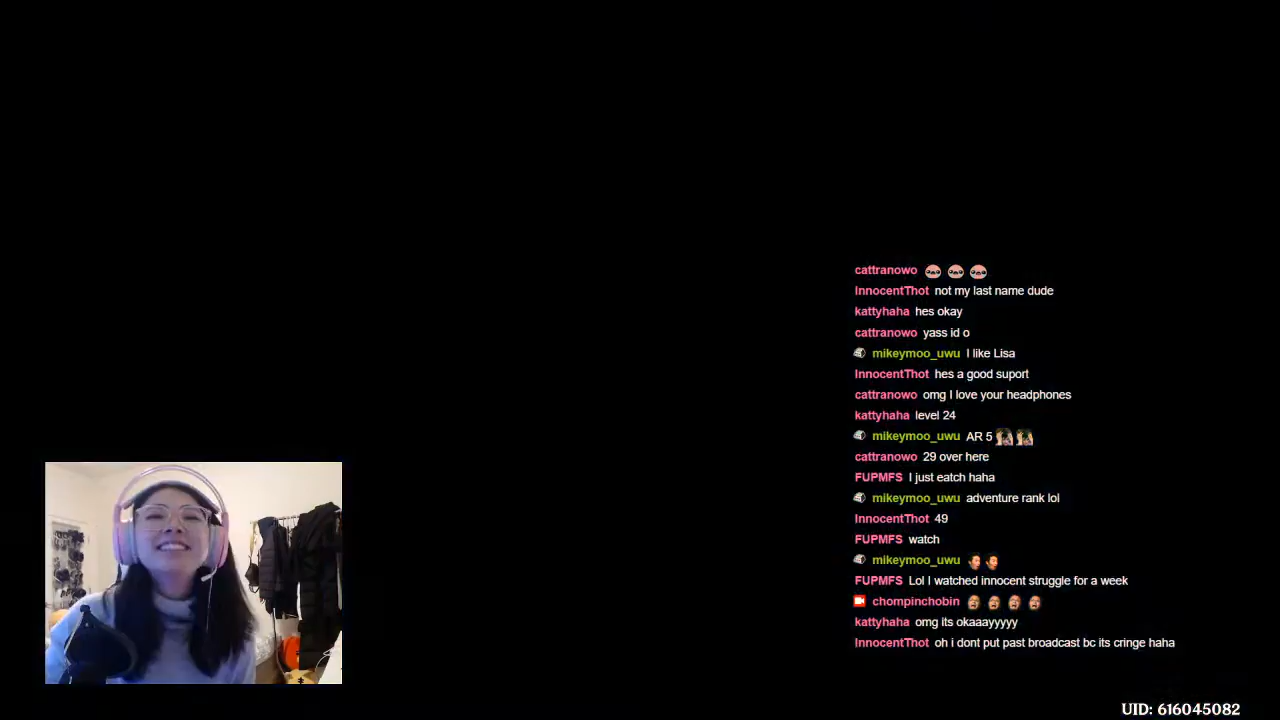 cattranowo
InnocentThot not my last name dude
kattyhaha hes okay
cattranowo yass id o
mikeymoo_uwu I like Lisa
InnocentThot hes a good suport
cattranowo omg I love your headphones
kattyhaha level 24
mikeymoo_uwu AR 5
cattranowo 29 over here
FUPMFS I just eatch haha
mikeymoo_uwu adventure rank lol
InnocentThot 49
FUPMFS watch
mikeymoo_uwu
FUPMFS Lol I watched innocent struggle for a week
chompinchobin
kattyhaha omg its okaaayyyyy
InnocentThot oh i dont put past broadcast bc its cringe haha
UID: 616045082